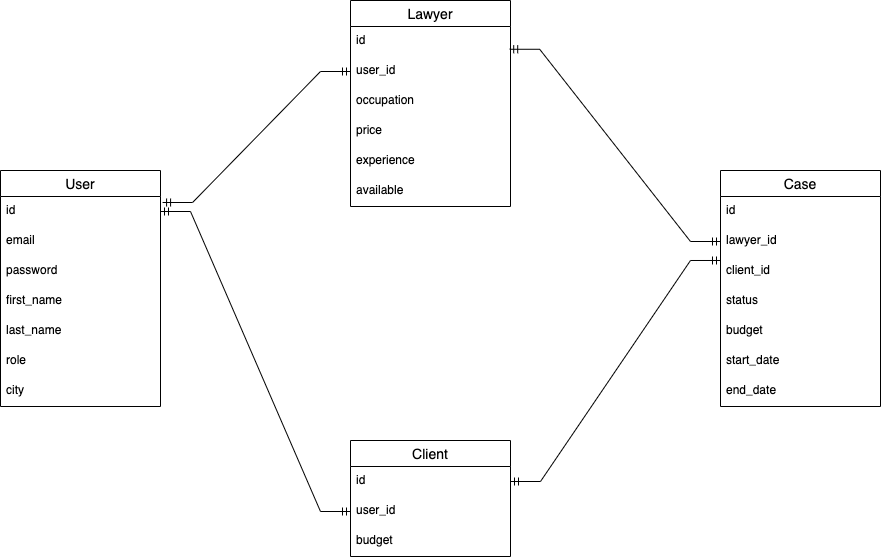 Lawyer
id
user_id
occupation
price
experience
available
User
id
email
password
first_name
last_name
role
city
Case
id
lawyer_id
client_id
status
budget
start_date
end_date
Client
id
user_id
budget